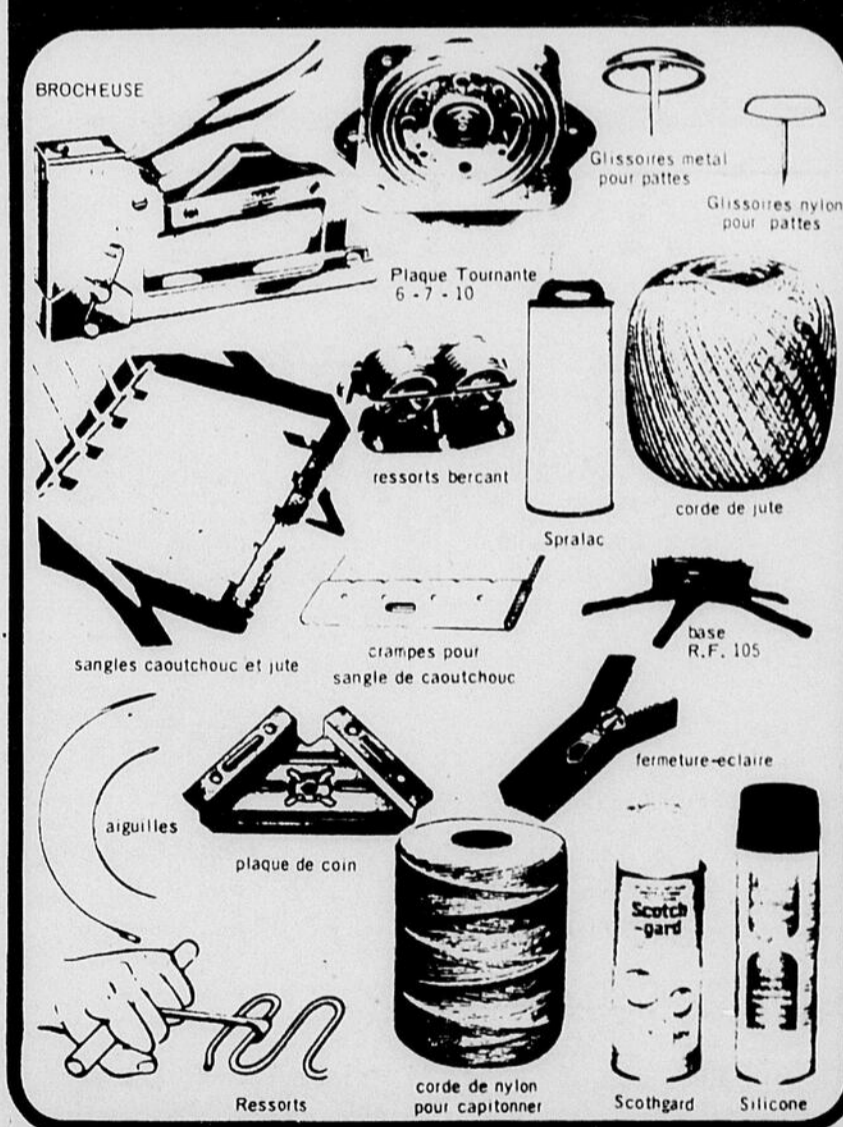 BROCHEUSE
Glissoires metal
pour pattes
Glissoires nylon
pour pattes
Plaque Tournante
6 - 7 - 10
ressorts bercant
Spralac
corde de jute
sangles caoutchouc et jute
crampes pour
sangle de caoutchouc
base
R.F. 105
fermeture-eclaire
aiguilles
plaque de coin
Scotch
-gard
Ressorts
corde de nylon
pour capitonner
Scothgard
Silicone